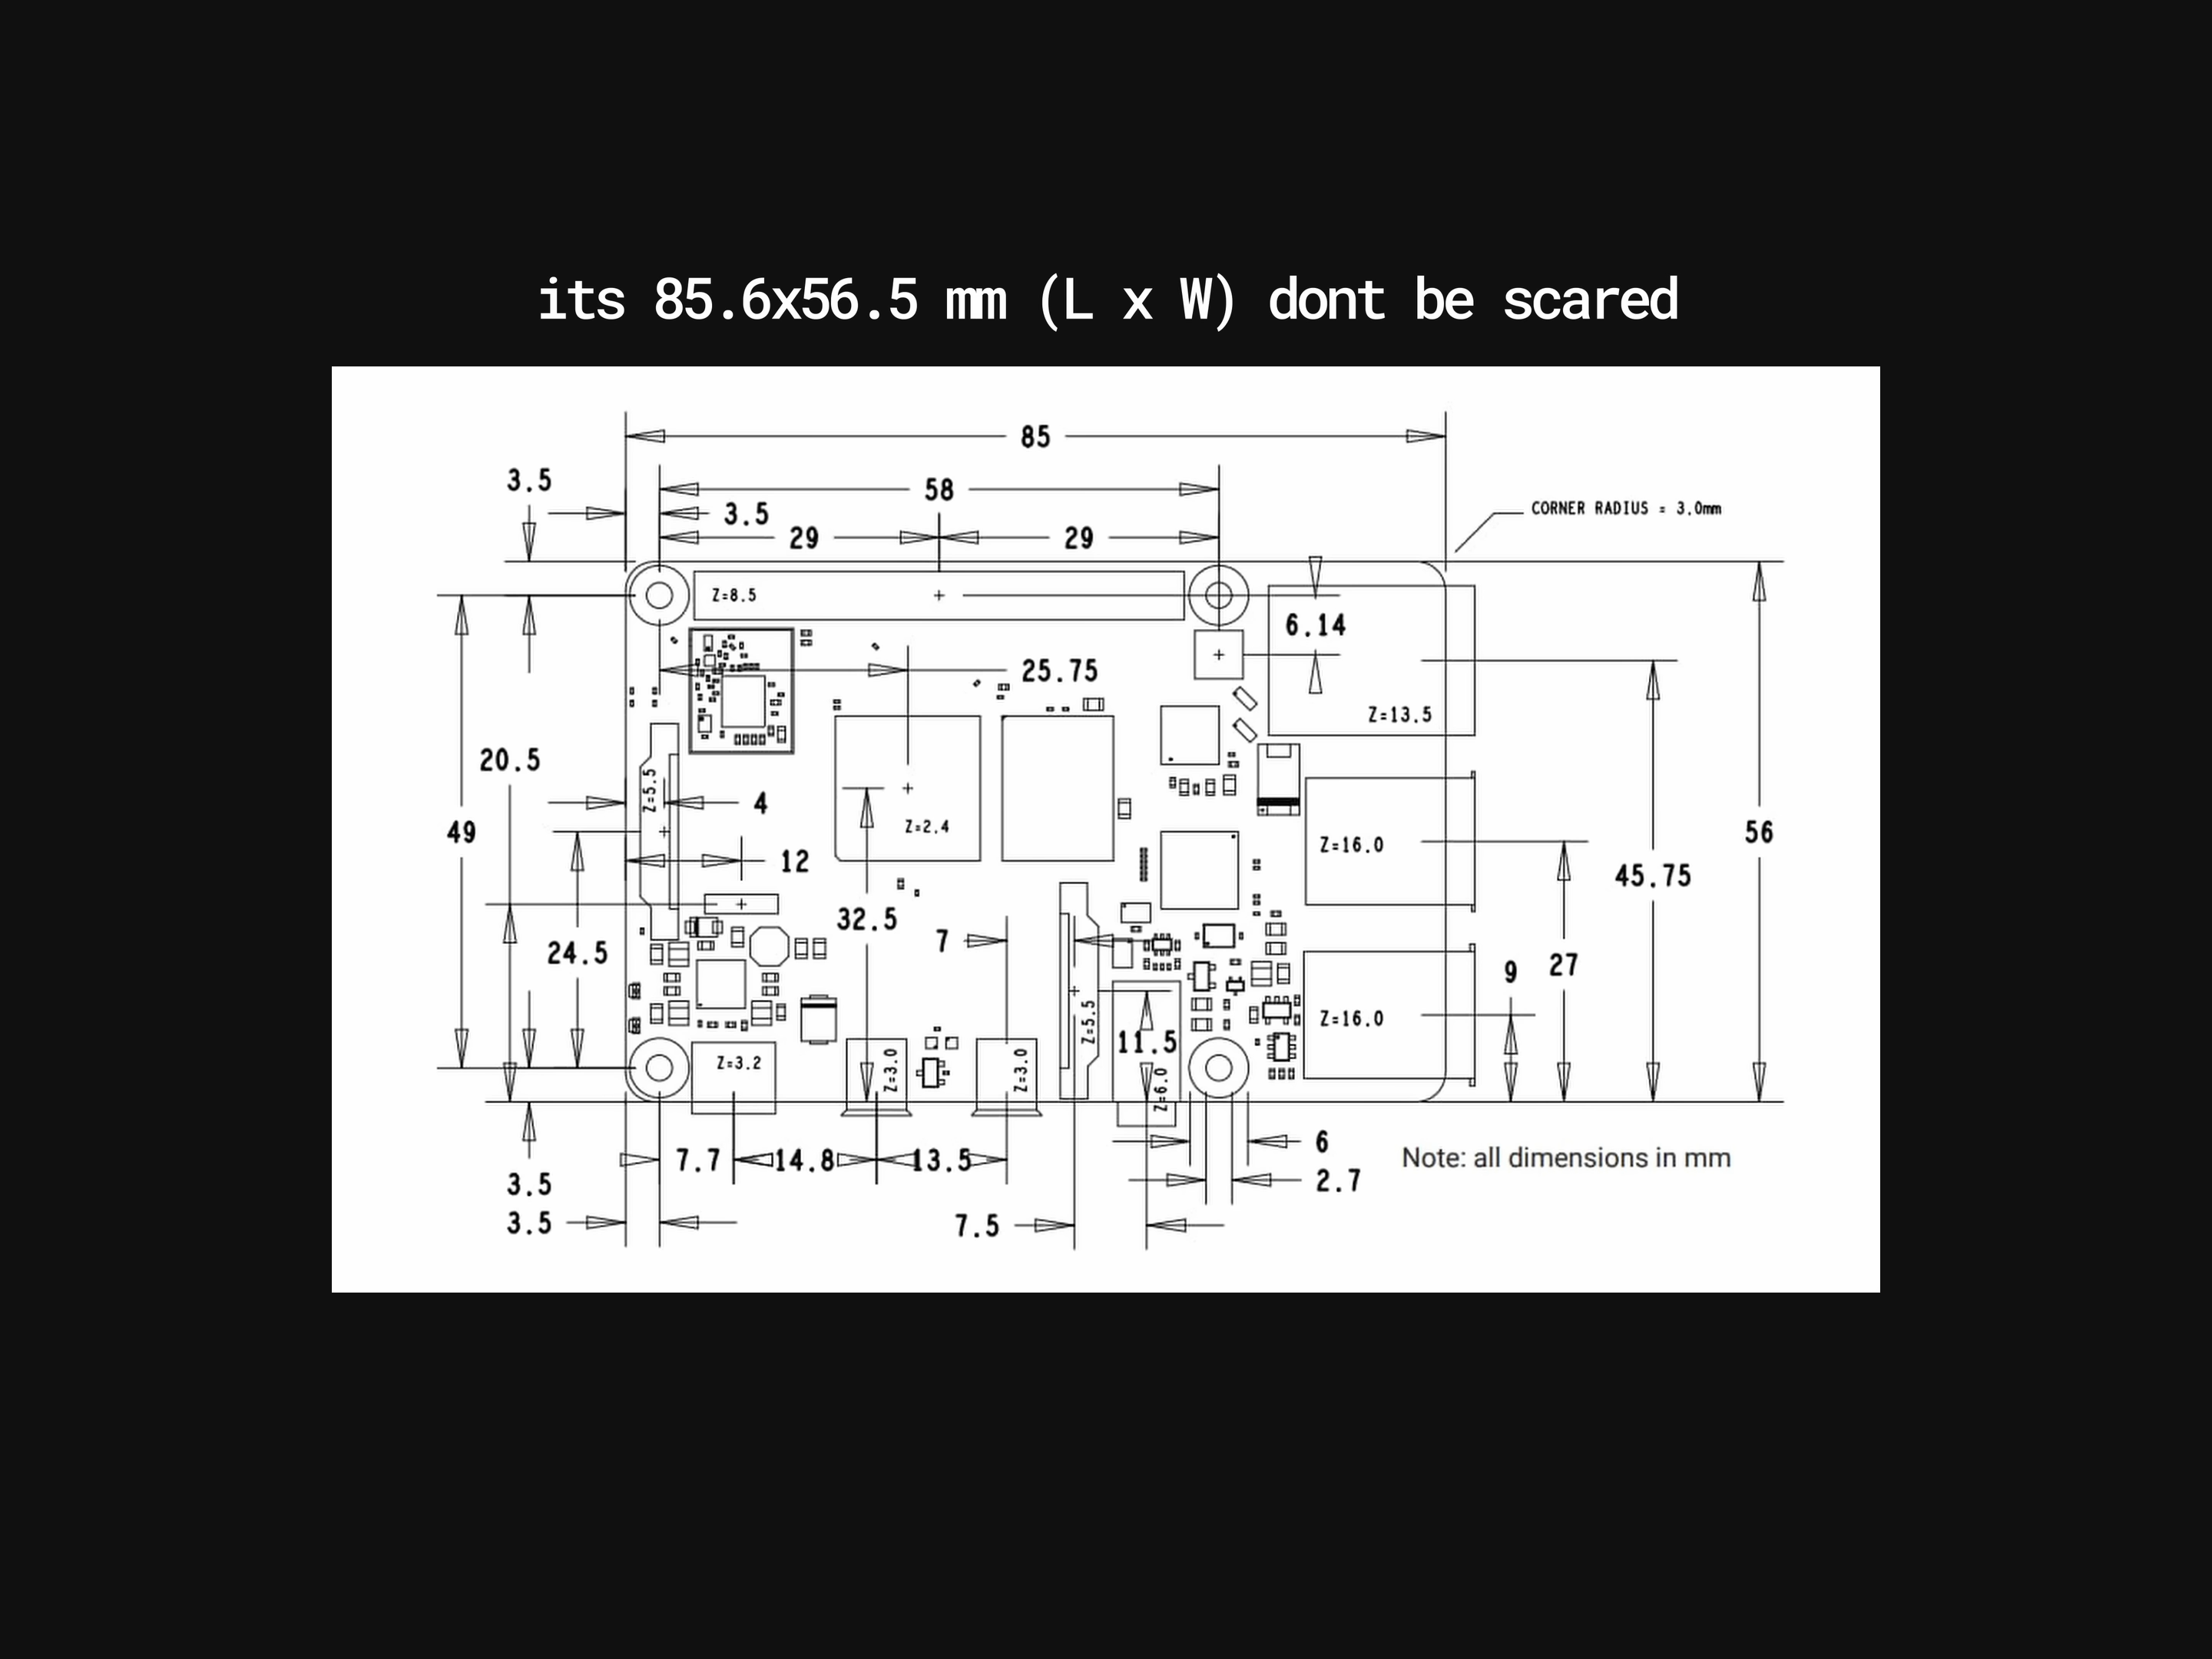 its 85.6x56.5 mm (L x W) dont be scared
85
3.5
58
3.5
CORNER RADIUS = 3.0mm
29
29
Z=8.5
6.14
25.75
Z=13.5
20.5
Z=5.5
4
Z=2.4
49
56
Z=16.0
12
45.75
32.5
7
24.5
27
9
Z=5.5
Z=16.0
11.5
Z=3.2
Z=3.0
Z=3.0
Z=6.0
6
7.7
14.8
13.5
Note: all dimensions in mm
3.5
2.7
3.5
7.5